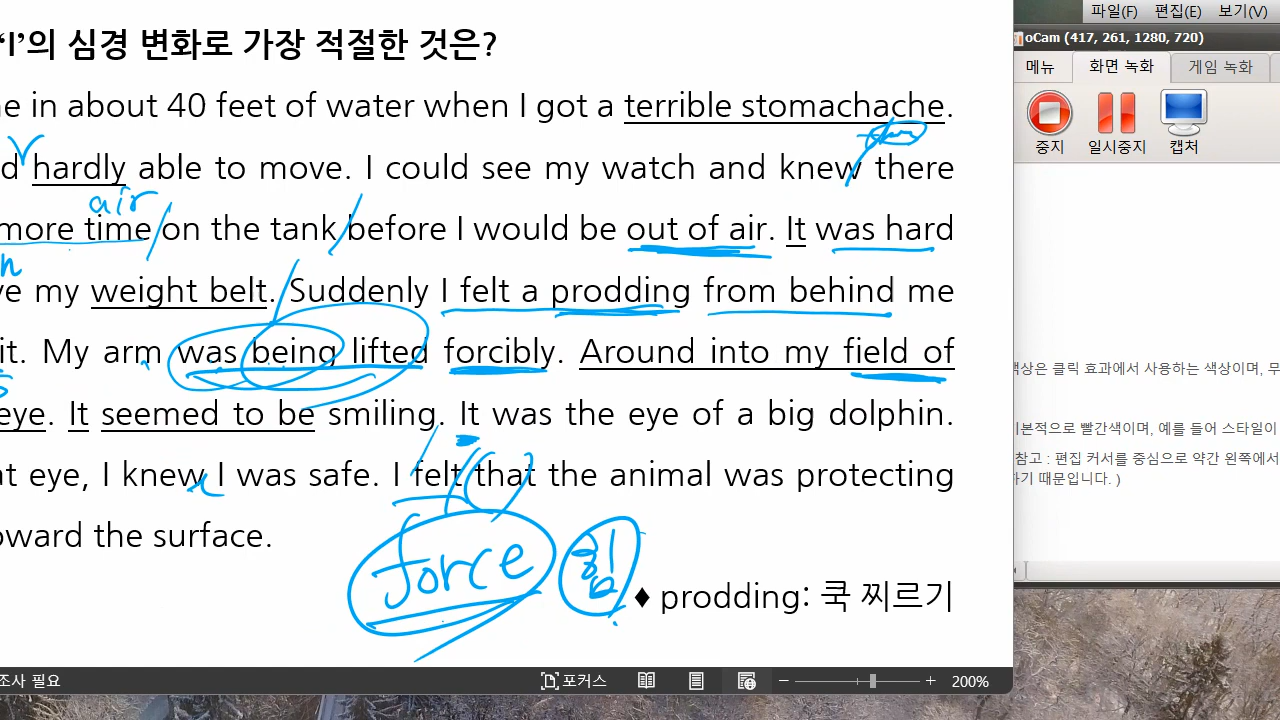 'I'의 심경 변화로 가장 적절한 것은?
in about 40 feet of water when I got a terrible stomachache.
hardly able to move. I could see my watch and knew there
air
more time on the tank before I would be out of air. It was hard
my weight belt. Suddenly I felt a prodding from behind me
it. My arm was being lifted forcibly. Around into my field of
eye. It seemed to be smiling. It was the eye of a big dolphin.
eye, I knew I was safe. I felt that the animal was protecting
the surface.
force 힘
♦ prodding: 쿡 찌르기
조사 필요
포커스
200%
파일(F) 편집(E) 보기(V)
oCam (417, 261, 1280, 720)
메뉴 화면 녹화 게임 녹화
중지 일시중지 캡처
색상은 클릭 효과에서 사용하는 색상이며,
기본적으로 빨간색이며, 예를 들어 스타일이
참고 : 편집 커서를 중심으로 약간 왼쪽에서
하기 때문입니다. )